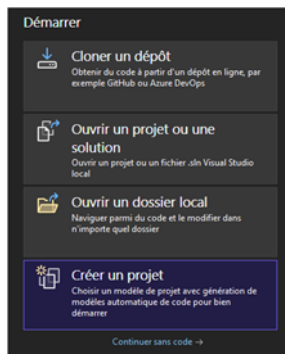 Démarrer
Cloner un dépôt
Obtenir du code à partir d'un dépôt en ligne, par
exemple GitHub ou Azure DevOps
Ouvrir un projet ou une
solution
Ouvrir un projet ou un fichier .sln Visual Studio
local
Ouvrir un dossier local
Naviguer parmi du code et le modifier dans
n'importe quel dossier
Créer un projet
Choisir un modèle de projet avec génération de
modèles automatique de code pour bien
démarrer
Continuer sans code →